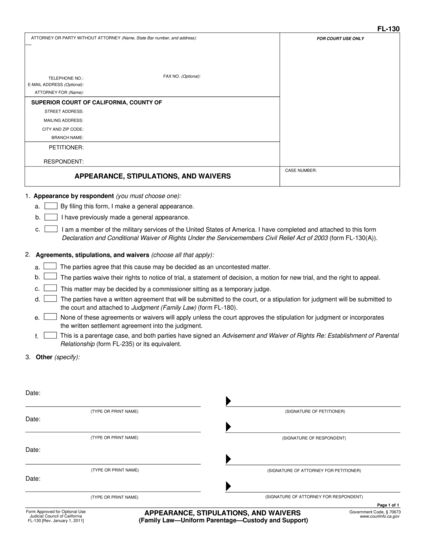 FL-130
ATTORNEY OR PARTY WITHOUT ATTORNEY (Name, State Bar number, and address):
FOR COURT USE ONLY
TELEPHONE NO.:
FAX NO. (Optional):
E-MAIL ADDRESS (Optional):
ATTORNEY FOR (Name):
SUPERIOR COURT OF CALIFORNIA, COUNTY OF
STREET ADDRESS:
MAILING ADDRESS:
CITY AND ZIP CODE:
BRANCH NAME:
PETITIONER:
RESPONDENT:
APPEARANCE, STIPULATIONS, AND WAIVERS
CASE NUMBER:
1. Appearance by respondent (you must choose one):
a. By filing this form, I make a general appearance.
b. I have previously made a general appearance.
c. I am a member of the military services of the United States of America. I have completed and attached to this form
Declaration and Conditional Waiver of Rights Under the Servicemembers Civil Relief Act of 2003 (form FL-130(A)).
2. Agreements, stipulations, and waivers (choose all that apply):
a. The parties agree that this cause may be decided as an uncontested matter.
b. The parties waive their rights to notice of trial, a statement of decision, a motion for new trial, and the right to appeal.
c. This matter may be decided by a commissioner sitting as a temporary judge.
d. The parties have a written agreement that will be submitted to the court, or a stipulation for judgment will be submitted to
the court and attached to Judgment (Family Law) (form FL-180).
e. None of these agreements or waivers will apply unless the court approves the stipulation for judgment or incorporates
the written settlement agreement into the judgment.
f. This is a parentage case, and both parties have signed an Advisement and Waiver of Rights Re: Establishment of Parental
Relationship (form FL-235) or its equivalent.
3. Other (specify):
Date:
(TYPE OR PRINT NAME)
(SIGNATURE OF PETITIONER)
Date:
(TYPE OR PRINT NAME)
(SIGNATURE OF RESPONDENT)
Date:
(TYPE OR PRINT NAME)
(SIGNATURE OF ATTORNEY FOR PETITIONER)
Date:
(TYPE OR PRINT NAME)
(SIGNATURE OF ATTORNEY FOR RESPONDENT)
Page 1 of 1
Form Approved for Optional Use
Judicial Council of California
FL-130 [Rev. January 1, 2011]
APPEARANCE, STIPULATIONS, AND WAIVERS
(Family Law—Uniform Parentage—Custody and Support)
Government Code, § 70673
www.courtinfo.ca.gov